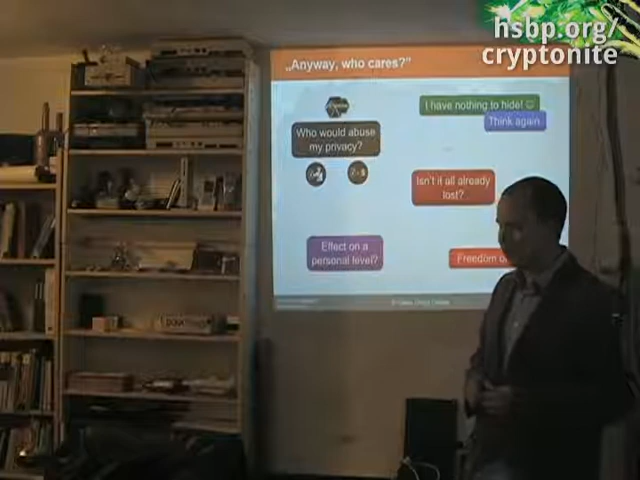 hsbp.org/
cryptonite
„Anyway, who cares?"
I have nothing to hide! ☺
Think again.
Who would abuse
my privacy?
Isn't it all already
lost?
Effect on a
personal level?
Freedom